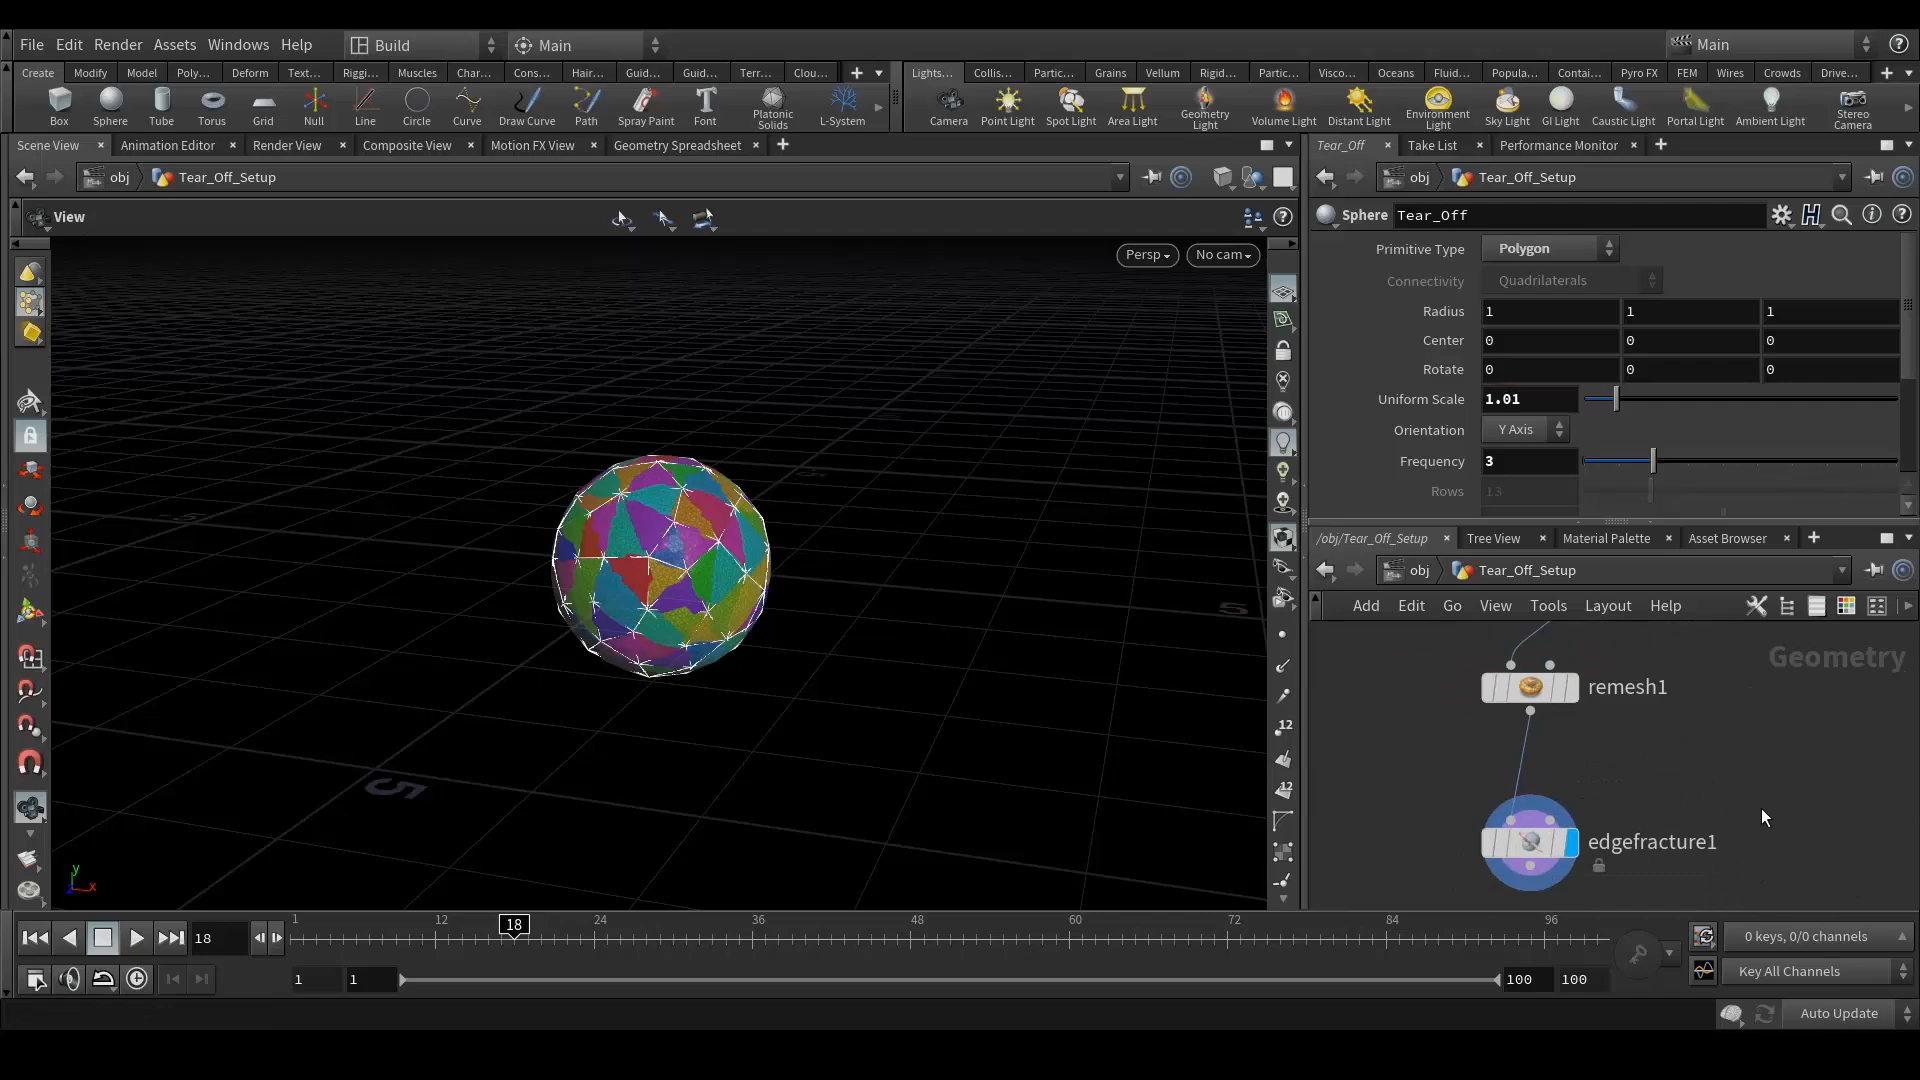 File Edit Render Assets Windows Help Build Main Main
Create Modify Model Poly... Deform Text... Riggi... Muscles Char... Cons... Hair... Guid... Guid... Terr... Clou... Lights... Collis... Partic... Grains Vellum Rigid... Partic... Visco... Oceans Fluid... Popula... Contai... Pyro FX FEM Wires Crowds Drive...
Box Sphere Tube Torus Grid Null Line Circle Curve Draw Curve Path Spray Paint Font Platonic Solids L-System Camera Point Light Spot Light Area Light Geometry Light Volume Light Distant Light Environment Light Sky Light GI Light Caustic Light Portal Light Ambient Light Stereo Camera
Scene View Animation Editor Render View Composite View Motion FX View Geometry Spreadsheet
obj Tear_Off_Setup
View
Persp No cam
5
5
Tear_Off Take List Performance Monitor
obj Tear_Off_Setup
Sphere Tear_Off
Primitive Type Polygon
Connectivity Quadrilaterals
Radius 1 1 1
Center 0 0 0
Rotate 0 0 0
Uniform Scale 1.01
Orientation Y Axis
Frequency 3
Rows 13
/obj/Tear_Off_Setup Tree View Material Palette Asset Browser
obj Tear_Off_Setup
Add Edit Go View Tools Layout Help
Geometry
remesh1
edgefracture1
12
12
y
x
1 12 18 24 36 48 60 72 84 96
18
0 keys, 0/0 channels
1 1 100 100
Key All Channels
Auto Update